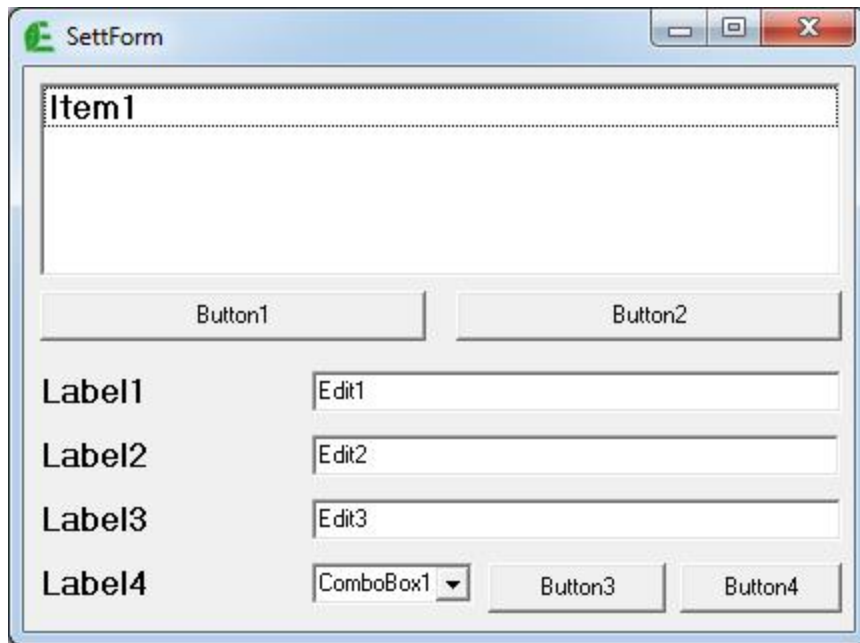 SettForm
Item1
Button1 Button2
Label1 Edit1
Label2 Edit2
Label3 Edit3
Label4 ComboBox1 Button3 Button4